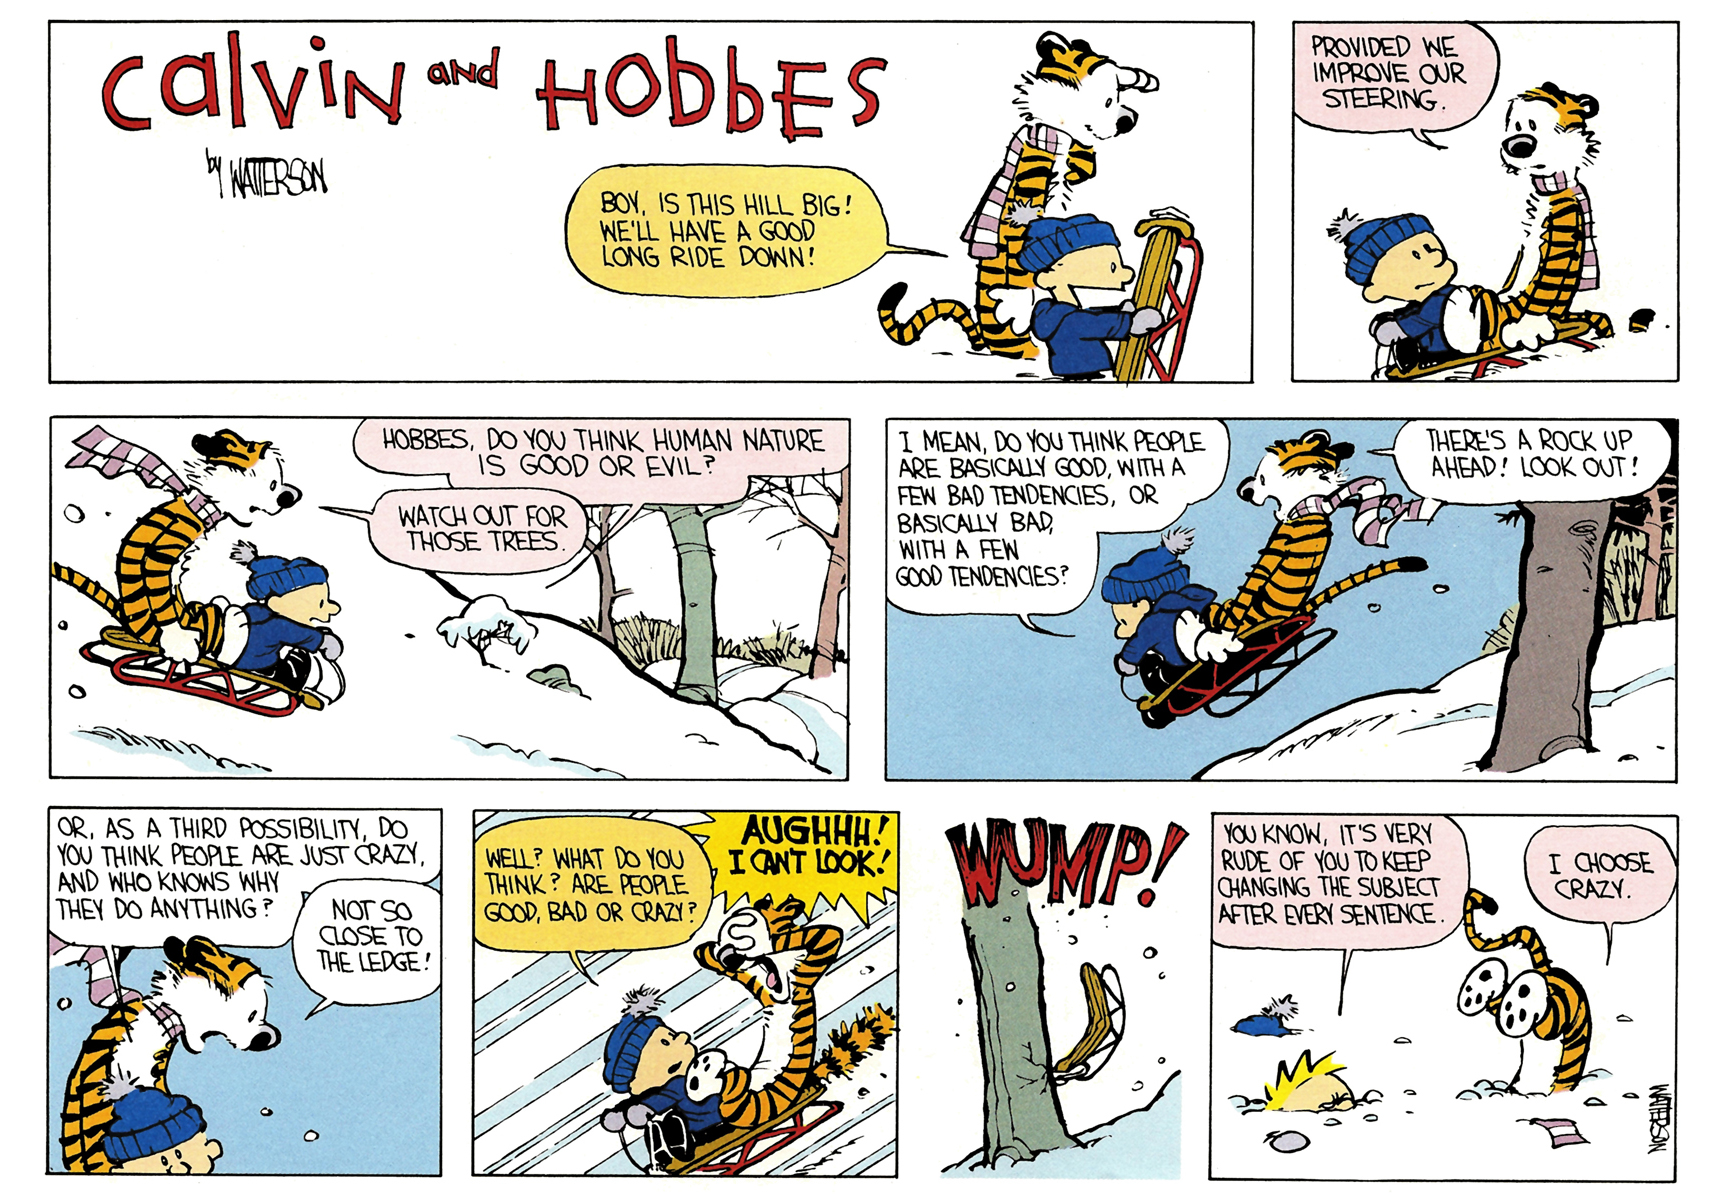 Calvin and HobbEs
by WATTERSON
BOY, IS THIS HILL BIG!
WE'LL HAVE A GOOD
LONG RIDE DOWN!
PROVIDED WE
IMPROVE OUR
STEERING.
HOBBES, DO YOU THINK HUMAN NATURE
IS GOOD OR EVIL?
WATCH OUT FOR
THOSE TREES.
I MEAN, DO YOU THINK PEOPLE
ARE BASICALLY GOOD, WITH A
FEW BAD TENDENCIES, OR
BASICALLY BAD,
WITH A FEW
GOOD TENDENCIES?
THERE'S A ROCK UP
AHEAD! LOOK OUT!
OR, AS A THIRD POSSIBILITY, DO
YOU THINK PEOPLE ARE JUST CRAZY,
AND WHO KNOWS WHY
THEY DO ANYTHING?
NOT SO
CLOSE TO
THE LEDGE!
WELL? WHAT DO YOU
THINK? ARE PEOPLE
GOOD, BAD OR CRAZY?
AUGHHH!
I CAN'T LOOK!
WUMP!
YOU KNOW, IT'S VERY
RUDE OF YOU TO KEEP
CHANGING THE SUBJECT
AFTER EVERY SENTENCE.
I CHOOSE
CRAZY.
WATTERSON